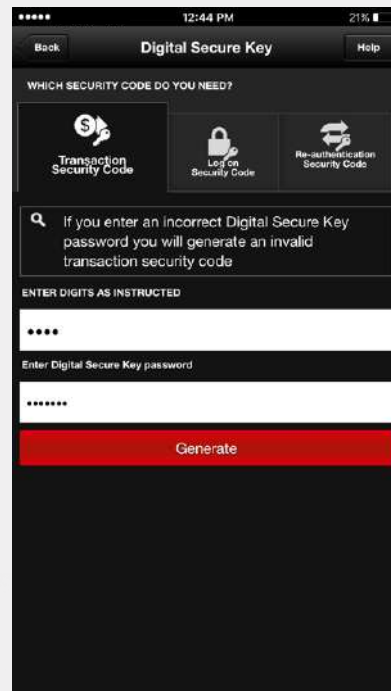 12:44 PM
21%
Back
Digital Secure Key
Help
WHICH SECURITY CODE DO YOU NEED?
Transaction
Security Code
Log on
Security Code
Re-authentication
Security Code
If you enter an incorrect Digital Secure Key
password you will generate an invalid
transaction security code
ENTER DIGITS AS INSTRUCTED
••••
Enter Digital Secure Key password
•••••••
Generate